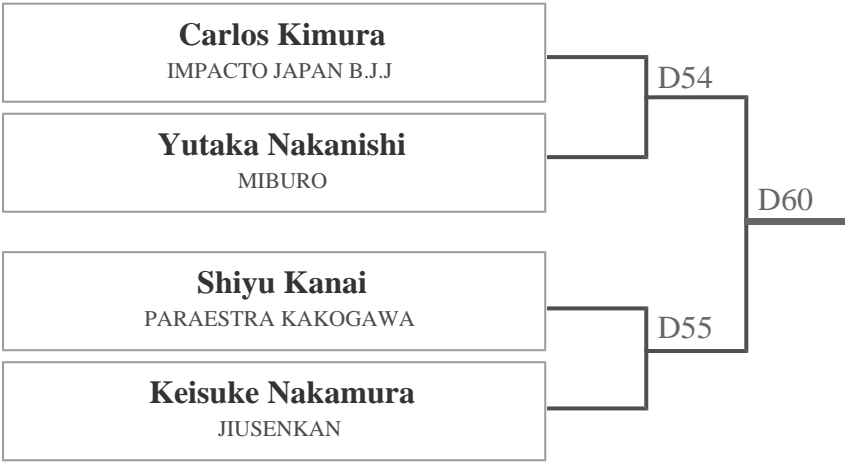 Carlos Kimura
IMPACTO JAPAN B.J.J
D54
Yutaka Nakanishi
MIBURO
D60
Shiyu Kanai
PARAESTRA KAKOGAWA
D55
Keisuke Nakamura
JIUSENKAN